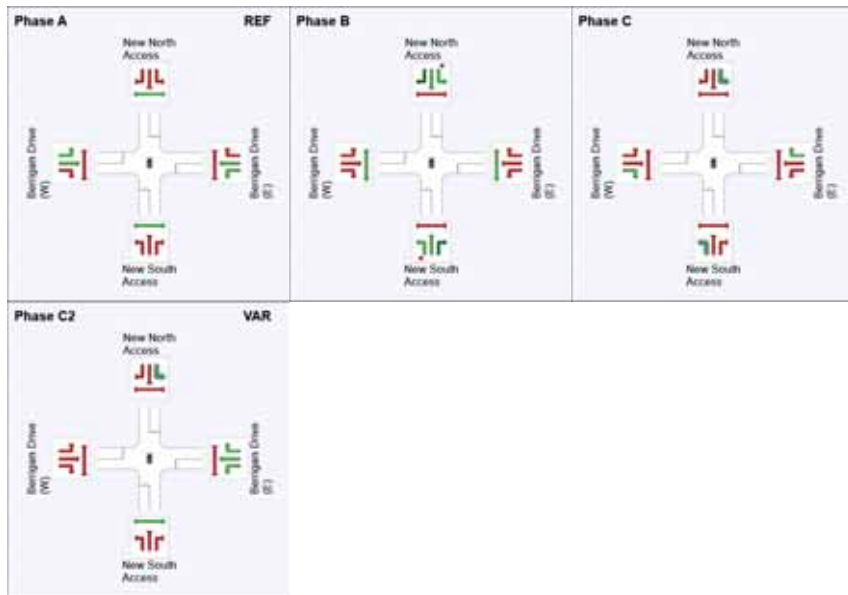 Phase A REF
New North
Access
Berrigan Drive
(W)
Berrigan Drive
(E)
New South
Access
Phase B
New North
Access
Berrigan Drive
(W)
Berrigan Drive
(E)
New South
Access
Phase C
New North
Access
Berrigan Drive
(W)
Berrigan Drive
(E)
New South
Access
Phase C2 VAR
New North
Access
Berrigan Drive
(W)
Berrigan Drive
(E)
New South
Access